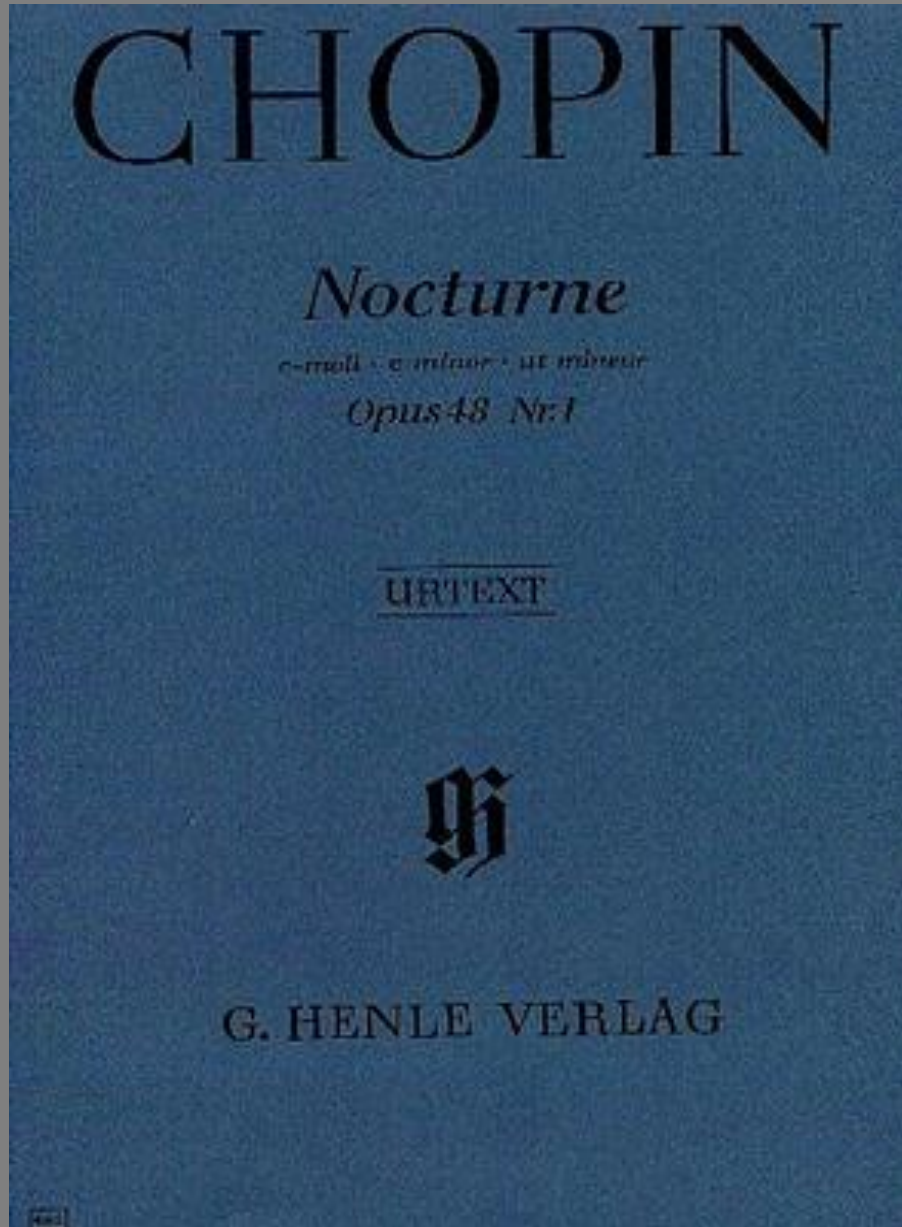 CHOPIN
Nocturne
c-moll · c minor · ut mineur
Opus 48 Nr. 1
URTEXT
G. HENLE VERLAG